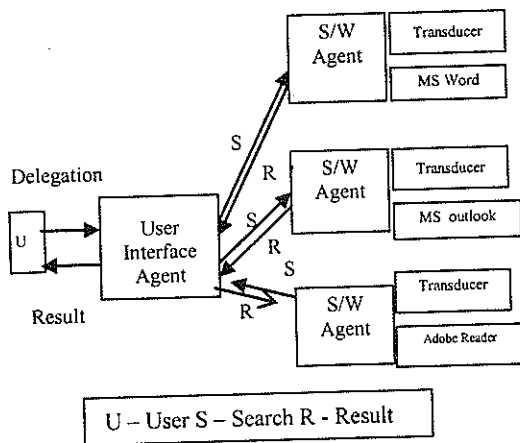 S/W
Agent
Transducer
MS Word
S
R
Delegation
U
User
Interface
Agent
S
R
S/W
Agent
Transducer
MS outlook
Result
S
R
S/W
Agent
Transducer
Adobe Reader
U – User S – Search R - Result